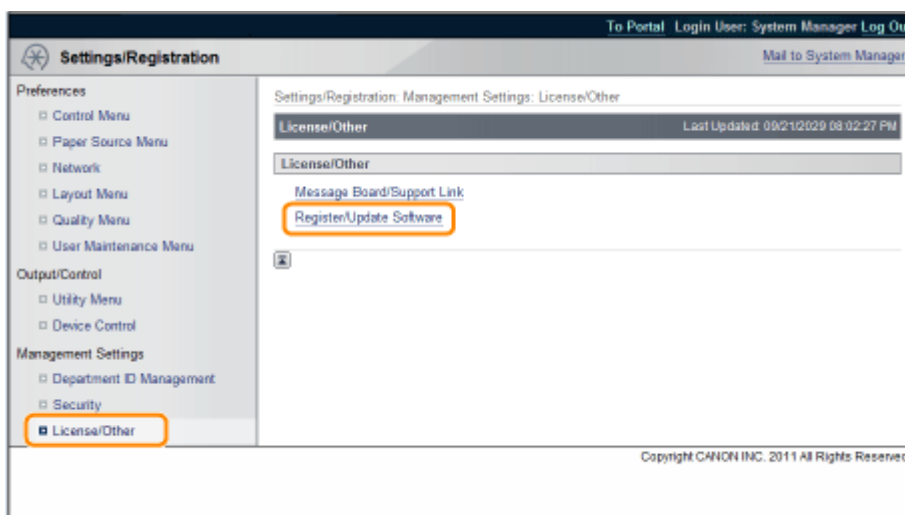 To Portal Login User: System Manager Log Ou
Settings/Registration
Mail to System Manager
Preferences
Control Menu
Paper Source Menu
Network
Layout Menu
Quality Menu
User Maintenance Menu
Output/Control
Utility Menu
Device Control
Management Settings
Department ID Management
Security
License/Other
Settings/Registration: Management Settings: License/Other
License/Other
Last Updated: 09/21/2029 08:02:27 PM
License/Other
Message Board/Support Link
Register/Update Software
Copyright CANON INC. 2011 All Rights Reserved